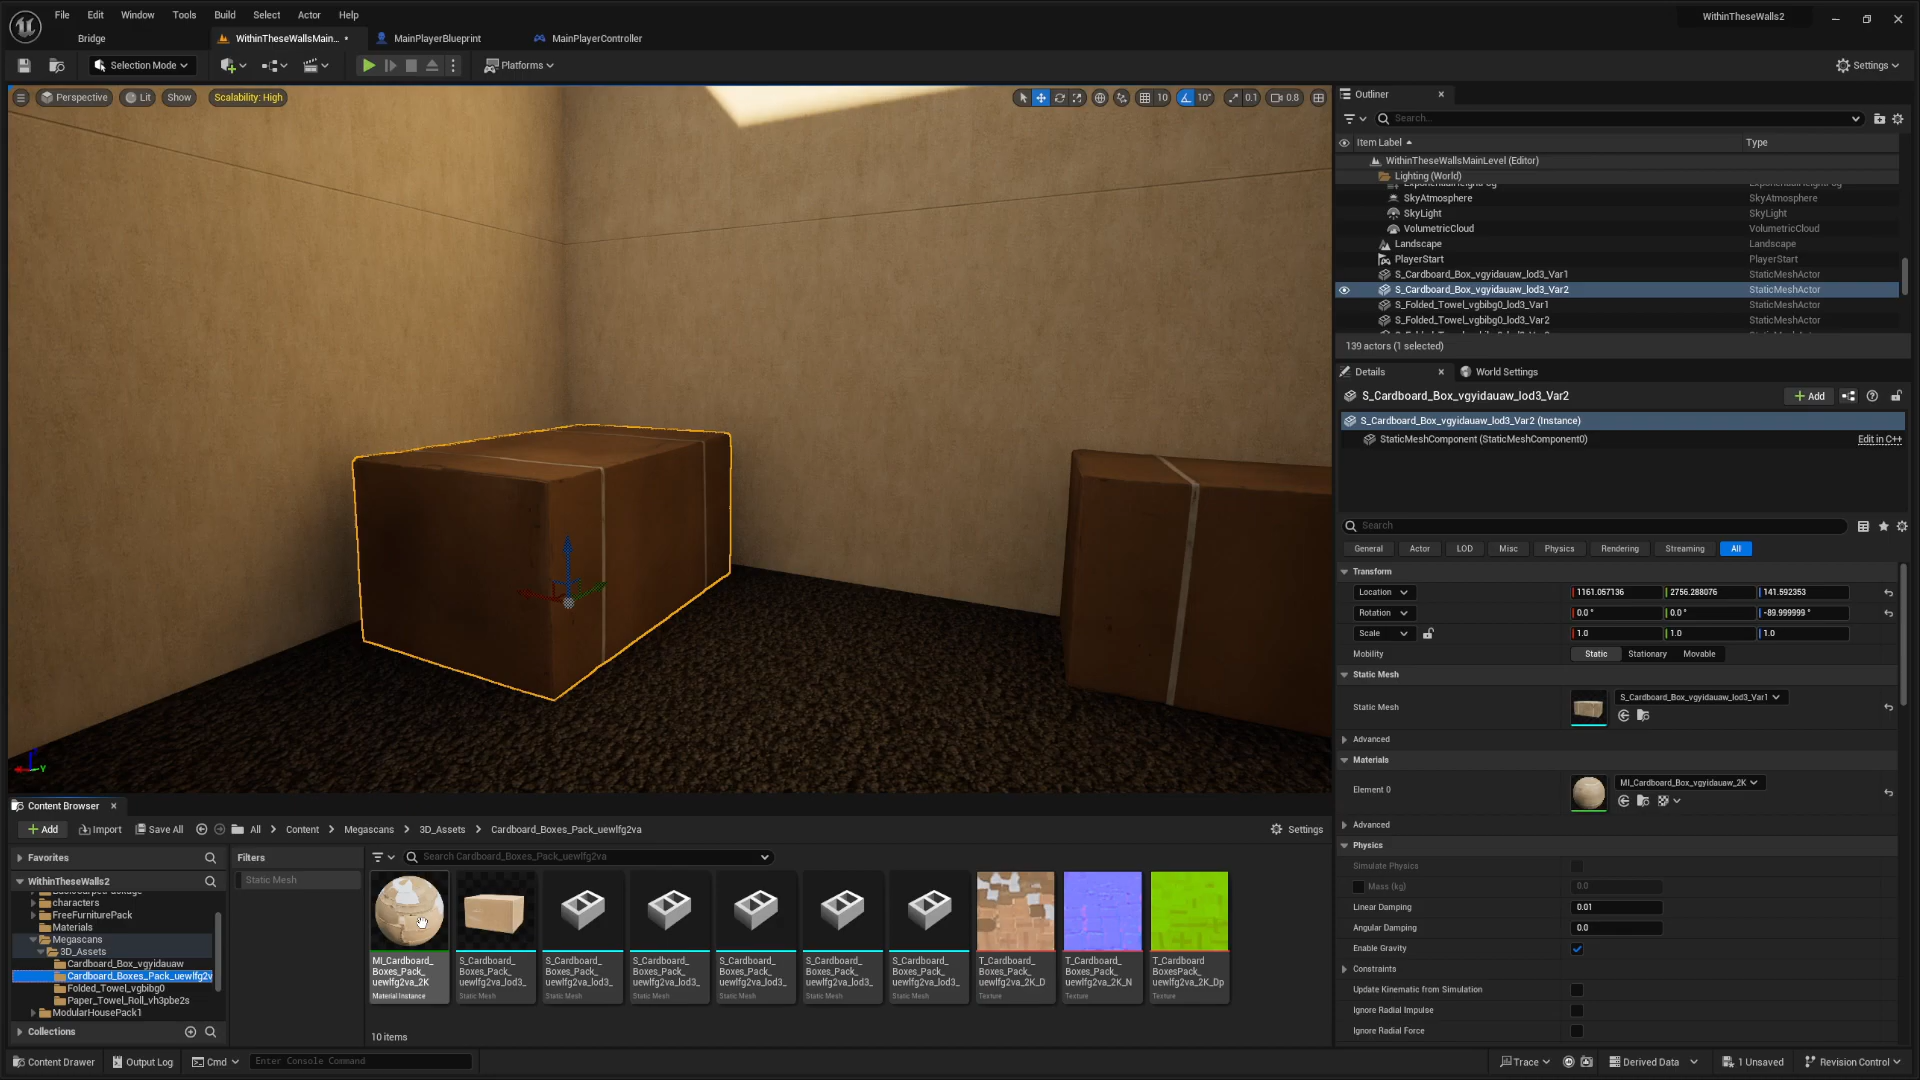 File Edit Window Tools Build Select Actor Help
WithinTheseWalls2
Bridge
WithinTheseWallsMain... •
MainPlayerBlueprint
MainPlayerController
Selection Mode
Platforms
Settings
Perspective
Lit
Show
Scalability: High
10
10°
0.1
0.8
Outliner
Search...
Item Label
Type
WithinTheseWallsMainLevel (Editor)
Lighting (World)
SkyAtmosphere SkyAtmosphere
SkyLight SkyLight
VolumetricCloud VolumetricCloud
Landscape Landscape
PlayerStart PlayerStart
S_Cardboard_Box_vgyidauaw_lod3_Var1 StaticMeshActor
S_Cardboard_Box_vgyidauaw_lod3_Var2 StaticMeshActor
S_Folded_Towel_vgbibg0_lod3_Var1 StaticMeshActor
S_Folded_Towel_vgbibg0_lod3_Var2 StaticMeshActor
139 actors (1 selected)
Details
World Settings
S_Cardboard_Box_vgyidauaw_lod3_Var2
Add
S_Cardboard_Box_vgyidauaw_lod3_Var2 (Instance)
StaticMeshComponent (StaticMeshComponent0)
Edit in C++
Search
General Actor LOD Misc Physics Rendering Streaming All
Transform
Location 1161.057136 2756.288076 141.592353
Rotation 0.0 ° 0.0 ° -89.999999 °
Scale 1.0 1.0 1.0
Mobility Static Stationary Movable
Static Mesh
Static Mesh S_Cardboard_Box_vgyidauaw_lod3_Var1
Advanced
Materials
Element 0 MI_Cardboard_Box_vgyidauaw_2K
Advanced
Physics
Simulate Physics
Mass (kg) 0.0
Linear Damping 0.01
Angular Damping 0.0
Enable Gravity
Constraints
Update Kinematic from Simulation
Ignore Radial Impulse
Ignore Radial Force
Content Browser
Add Import Save All All Content Megascans 3D_Assets Cardboard_Boxes_Pack_uewlfg2va
Settings
Favorites
Filters
Search Cardboard_Boxes_Pack_uewlfg2va
Static Mesh
WithinTheseWalls2
characters
FreeFurniturePack
Materials
Megascans
3D_Assets
Cardboard_Box_vgyidauaw
Cardboard_Boxes_Pack_uewlfg2v
Folded_Towel_vgbibg0
Paper_Towel_Roll_vh3pbe2s
ModularHousePack1
Collections
MI_Cardboard_
Boxes_Pack_
uewlfg2va_2K
Material Instance
S_Cardboard_
Boxes_Pack_
uewlfg2va_lod3_
Static Mesh
S_Cardboard_
Boxes_Pack_
uewlfg2va_lod3_
Static Mesh
S_Cardboard_
Boxes_Pack_
uewlfg2va_lod3_
Static Mesh
S_Cardboard_
Boxes_Pack_
uewlfg2va_lod3_
Static Mesh
S_Cardboard_
Boxes_Pack_
uewlfg2va_lod3_
Static Mesh
S_Cardboard_
Boxes_Pack_
uewlfg2va_lod3_
Static Mesh
T_Cardboard_
Boxes_Pack_
uewlfg2va_2K_D
Texture
T_Cardboard_
Boxes_Pack_
uewlfg2va_2K_N
Texture
T_Cardboard
BoxesPack_
uewlfg2va_2K_Dp
Texture
10 items
Content Drawer
Output Log
Cmd
Enter Console Command
Trace
Derived Data
1 Unsaved
Revision Control
Y